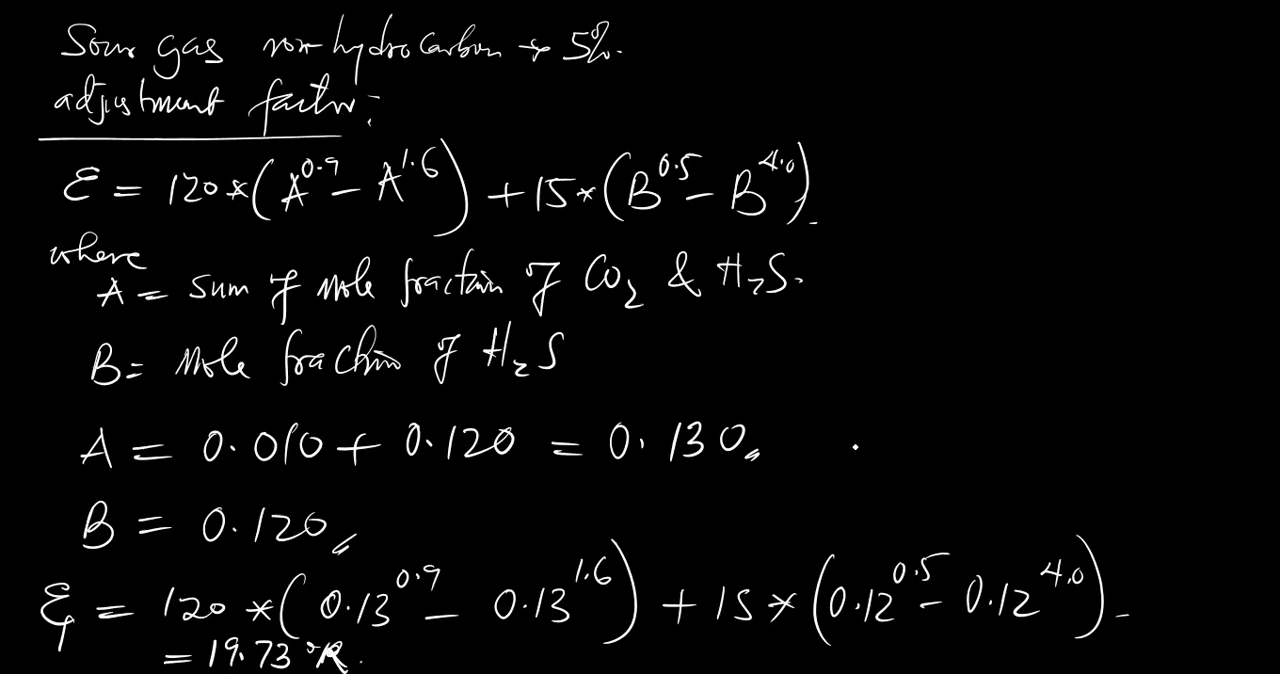 Sour gas non-hydrocarbon → 5%.
adjustment factor:
ε = 120*(A^0.9 − A^1.6) + 15*(B^0.5 − B^4.0)
where
A = sum of mole fraction of CO₂ & H₂S.
B = Mole fraction of H₂S
A = 0.010 + 0.120 = 0.130
B = 0.120
ε = 120 *(0.13^0.9 − 0.13^1.6) + 15 * (0.12^0.5 − 0.12^4.0)
= 19.73 °R.